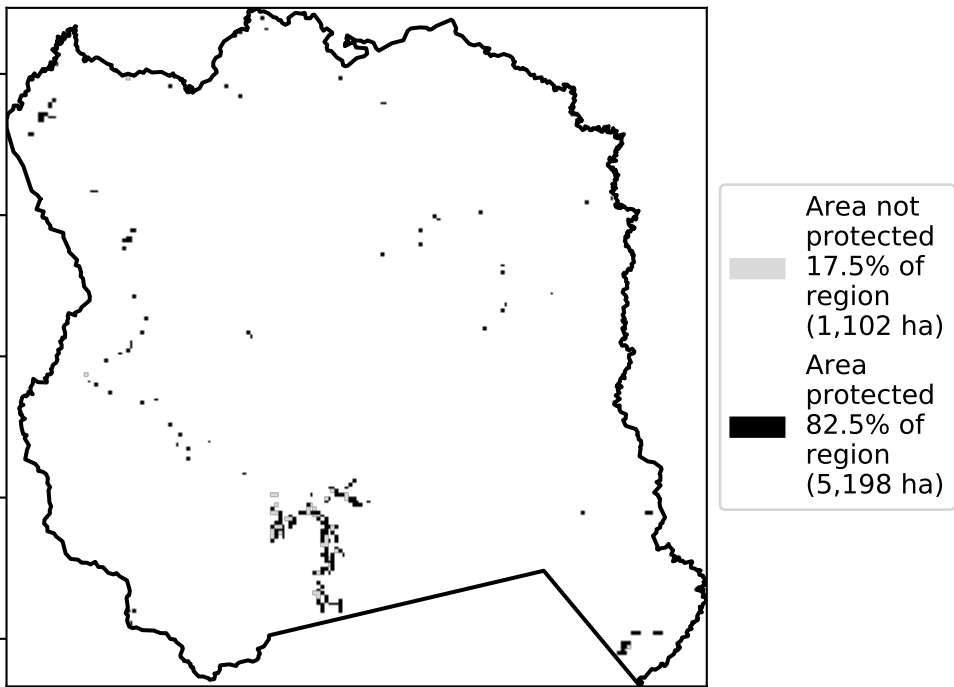 Area not
protected
17.5% of
region
(1,102 ha)
Area
protected
82.5% of
region
(5,198 ha)